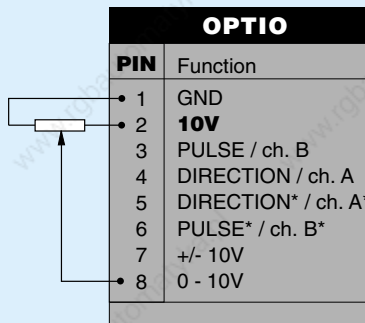 OPTIO
PIN Function
1 GND
2 10V
3 PULSE / ch. B
4 DIRECTION / ch. A
5 DIRECTION* / ch. A*
6 PULSE* / ch. B*
7 +/- 10V
8 0 - 10V